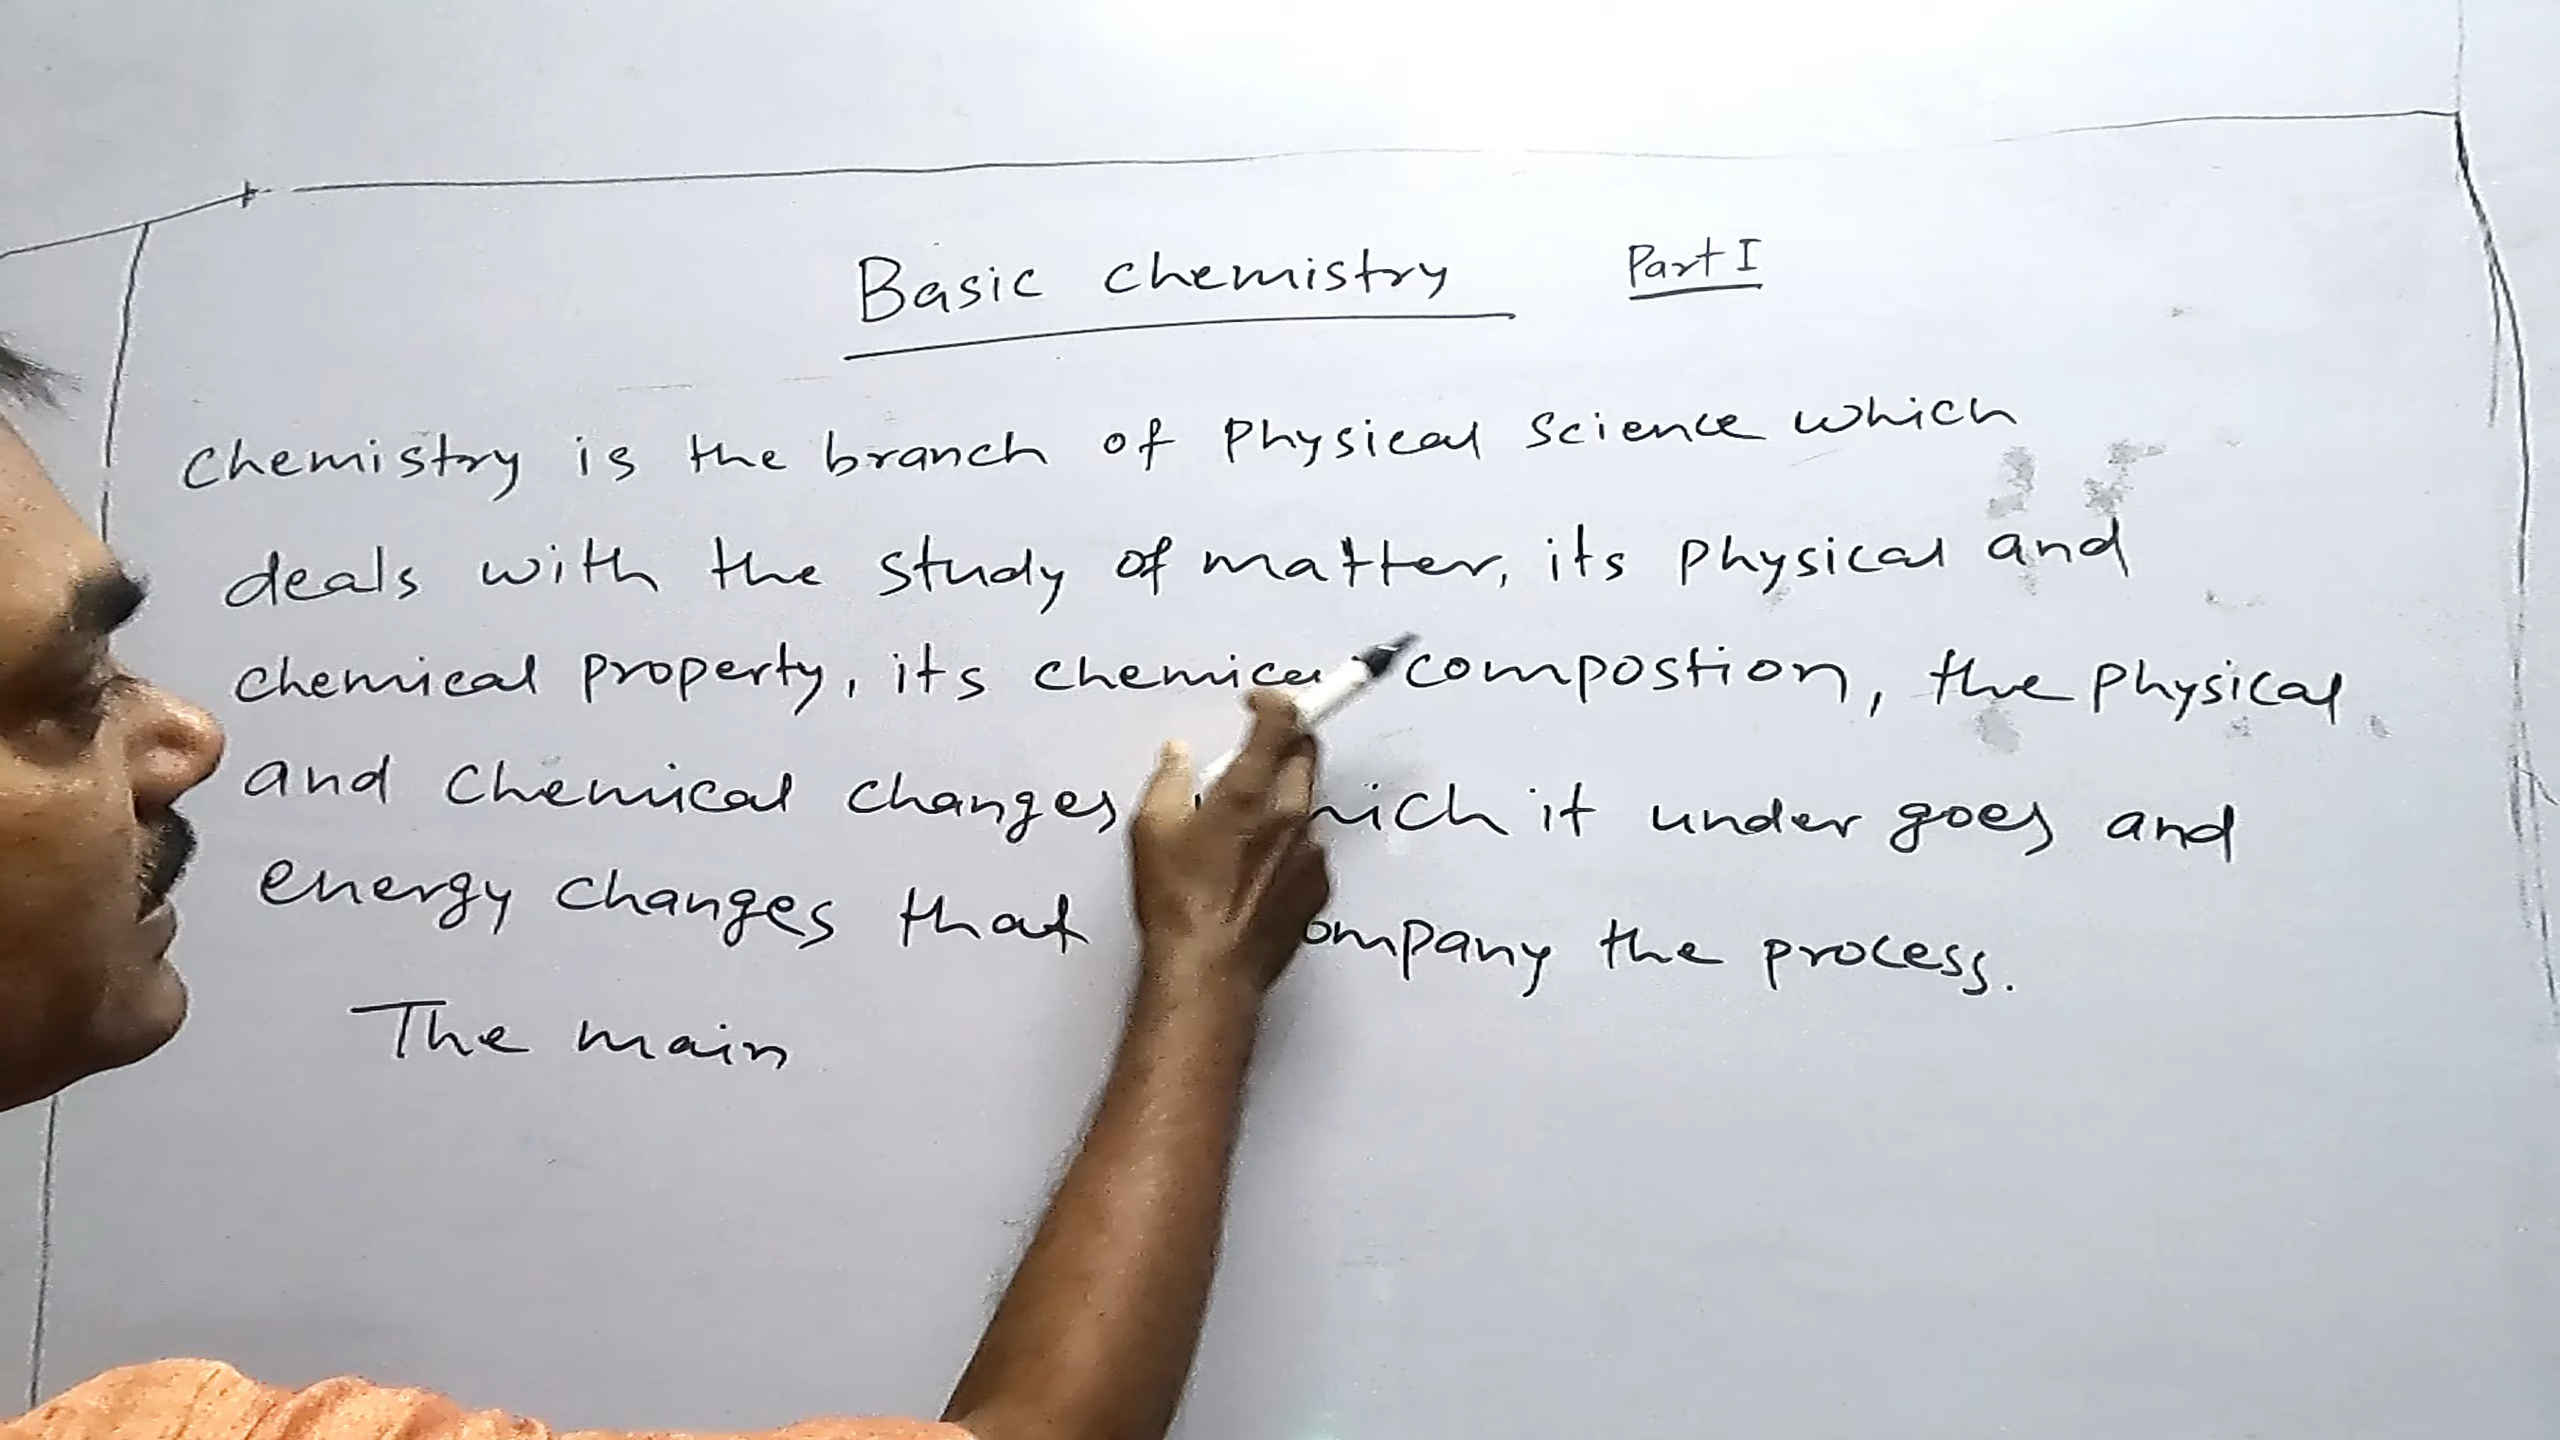 Basic chemistry Part I
chemistry is the branch of physical science which
deals with the study of matter, its physical and
chemical property, its chemical compostion, the physical
and chemical changes which it under goes and
energy changes that accompany the process.
The main